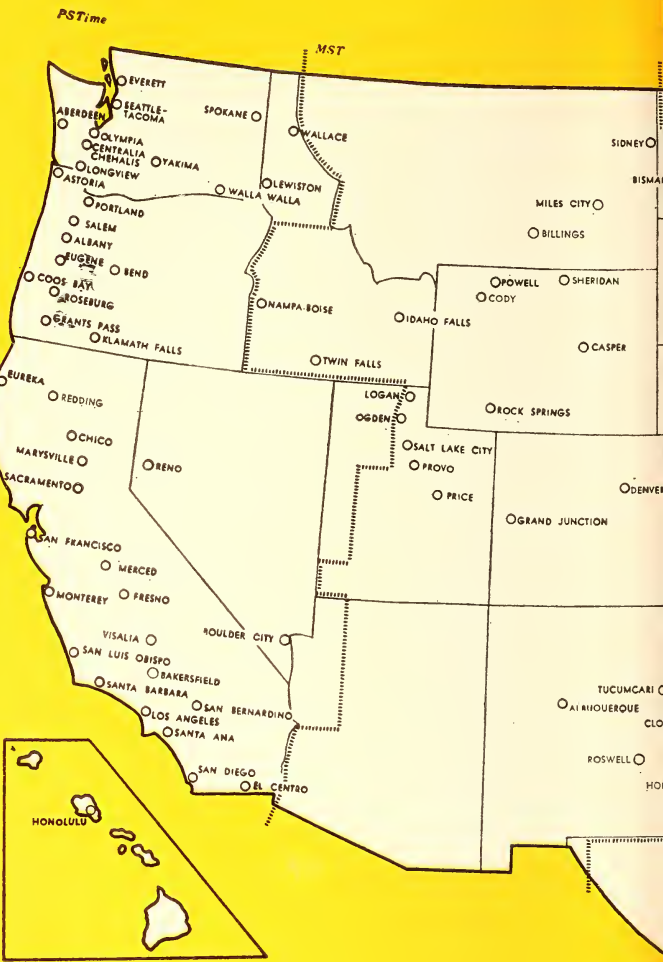 PSTime
MST
EVERETT
SEATTLE-
TACOMA
ABERDEEN
SPOKANE
WALLACE
OLYMPIA
CENTRALIA
CHEHALIS
YAKIMA
LONGVIEW
ASTORIA
WALLA WALLA
LEWISTON
SIDNEY
BISMAR
PORTLAND
MILES CITY
SALEM
ALBANY
BILLINGS
EUGENE
BEND
COOS BAY
ROSEBURG
POWELL
SHERIDAN
CODY
NAMPA-BOISE
IDAHO FALLS
GRANTS PASS
KLAMATH FALLS
CASPER
TWIN FALLS
EUREKA
REDDING
LOGAN
OGDEN
ROCK SPRINGS
CHICO
MARYSVILLE
RENO
SALT LAKE CITY
PROVO
SACRAMENTO
PRICE
DENVER
GRAND JUNCTION
SAN FRANCISCO
MERCED
MONTEREY
FRESNO
VISALIA
BOULDER CITY
SAN LUIS OBISPO
BAKERSFIELD
SANTA BARBARA
SAN BERNARDINO
TUCUMCARI
ALBUQUERQUE
LOS ANGELES
CLO
SANTA ANA
ROSWELL
SAN DIEGO
EL CENTRO
HO
HONOLULU